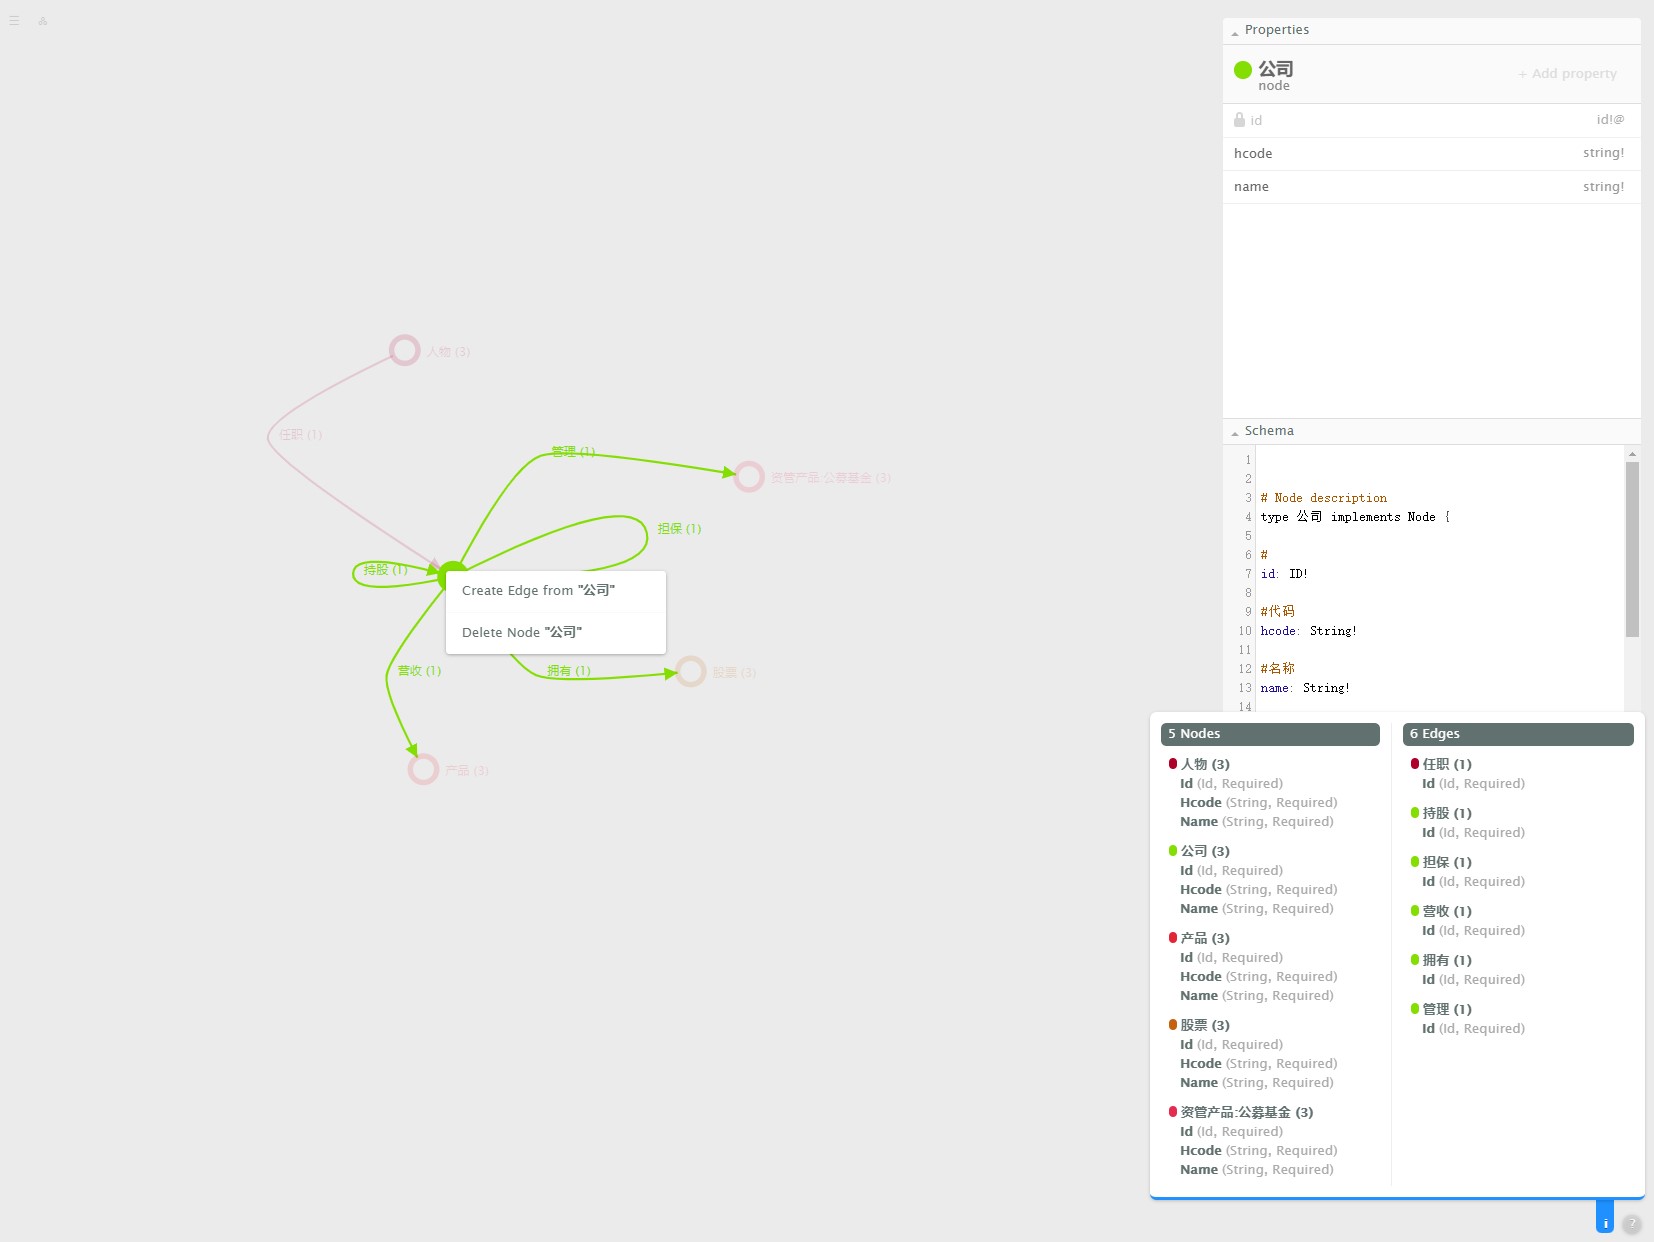 Properties
公司
node
+ Add property
id
id!@
hcode
string!
name
string!
人物 (3)
任职 (1)
管理 (1)
资管产品:公募基金 (3)
担保 (1)
持股 (1)
Create Edge from "公司"
Delete Node "公司"
营收 (1)
拥有 (1)
股票 (3)
产品 (3)
Schema
1
2
3 # Node description
4 type 公司 implements Node {
5
6 #
7 id: ID!
8
9 #代码
10 hcode: String!
11
12 #名称
13 name: String!
14
5 Nodes
人物 (3)
Id (Id, Required)
Hcode (String, Required)
Name (String, Required)
公司 (3)
Id (Id, Required)
Hcode (String, Required)
Name (String, Required)
产品 (3)
Id (Id, Required)
Hcode (String, Required)
Name (String, Required)
股票 (3)
Id (Id, Required)
Hcode (String, Required)
Name (String, Required)
资管产品:公募基金 (3)
Id (Id, Required)
Hcode (String, Required)
Name (String, Required)
6 Edges
任职 (1)
Id (Id, Required)
持股 (1)
Id (Id, Required)
担保 (1)
Id (Id, Required)
营收 (1)
Id (Id, Required)
拥有 (1)
Id (Id, Required)
管理 (1)
Id (Id, Required)
i
?